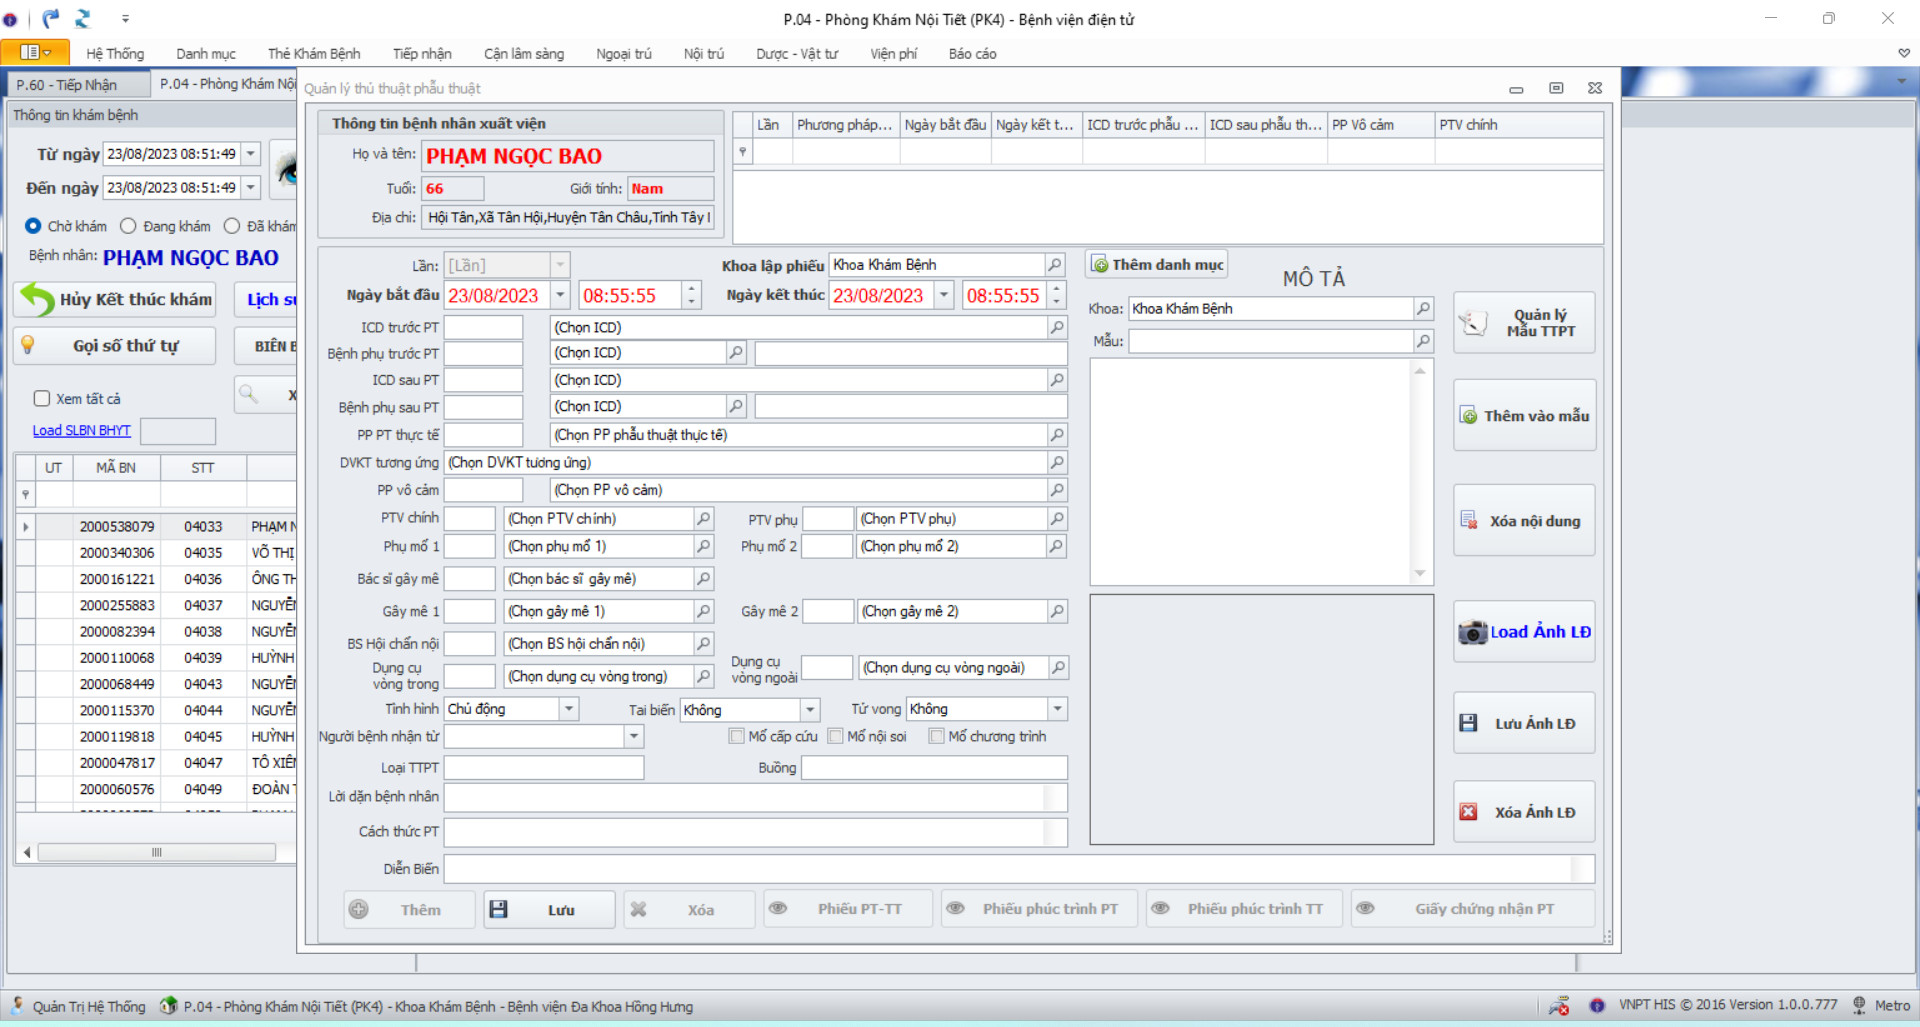 P.04 - Phòng Khám Nội Tiết (PK4) - Bệnh viện điện tử
Hệ Thống Danh mục Thẻ Khám Bệnh Tiếp nhận Cận lâm sàng Ngoại trú Nội trú Dược - Vật tư Viện phí Báo cáo
P.60 - Tiếp Nhận
P.04 - Phòng Khám Nội
Thông tin khám bệnh
Từ ngày 23/08/2023 08:51:49
Đến ngày 23/08/2023 08:51:49
Chờ khám Đang khám Đã khám
Bệnh nhân: PHẠM NGỌC BAO
Hủy Kết thúc khám
Gọi số thứ tự
Xem tất cả
Load SLBN BHYT
UT MÃ BN STT
2000538079 04033
2000340306 04035 VÕ THỊ
2000161221 04036
2000255883 04037
2000082394 04038
2000110068 04039 HUỲNH
2000068449 04043
2000115370 04044
2000119818 04045 HUỲNH
2000047817 04047
2000060576 04049 ĐOÀN
Quản lý thủ thuật phẫu thuật
Thông tin bệnh nhân xuất viện
Họ và tên: PHẠM NGỌC BAO
Tuổi: 66 Giới tính: Nam
Địa chỉ: Hội Tân,Xã Tân Hội,Huyện Tân Châu,Tỉnh Tây
Lần Phương pháp... Ngày bắt đầu Ngày kết t... ICD trước phẫu ... ICD sau phẫu th... PP Vô cảm PTV chính
Lần: [Lần] Khoa lập phiếu Khoa Khám Bệnh
Ngày bắt đầu 23/08/2023 08:55:55 Ngày kết thúc 23/08/2023 08:55:55
ICD trước PT (Chọn ICD)
Bệnh phụ trước PT (Chọn ICD)
ICD sau PT (Chọn ICD)
Bệnh phụ sau PT (Chọn ICD)
PP PT thực tế (Chọn PP phẫu thuật thực tế)
DVKT tương ứng (Chọn DVKT tương ứng)
PP vô cảm (Chọn PP vô cảm)
PTV chính (Chọn PTV chính) PTV phụ (Chọn PTV phụ)
Phụ mổ 1 (Chọn phụ mổ 1) Phụ mổ 2 (Chọn phụ mổ 2)
Bác sĩ gây mê (Chọn bác sĩ gây mê)
Gây mê 1 (Chọn gây mê 1) Gây mê 2 (Chọn gây mê 2)
BS Hội chẩn nội (Chọn BS hội chẩn nội)
Dụng cụ vòng trong (Chọn dụng cụ vòng trong) Dụng cụ vòng ngoài (Chọn dụng cụ vòng ngoài)
Tình hình Chủ động Tai biến Không Tử vong Không
Người bệnh nhận từ Mổ cấp cứu Mổ nội soi Mổ chương trình
Loại TTPT Buồng
Lời dặn bệnh nhân
Cách thức PT
Diễn Biến
Thêm danh mục MÔ TẢ
Khoa: Khoa Khám Bệnh
Mẫu:
Quản lý
Mẫu TTPT
Thêm vào mẫu
Xóa nội dung
Load Ảnh LĐ
Lưu Ảnh LĐ
Xóa Ảnh LĐ
Thêm Lưu Xóa Phiếu PT-TT Phiếu phúc trình PT Phiếu phúc trình TT Giấy chứng nhận PT
Quản Trị Hệ Thống P.04 - Phòng Khám Nội Tiết (PK4) - Khoa Khám Bệnh - Bệnh viện Đa Khoa Hồng Hưng
VNPT HIS © 2016 Version 1.0.0.777 Metro